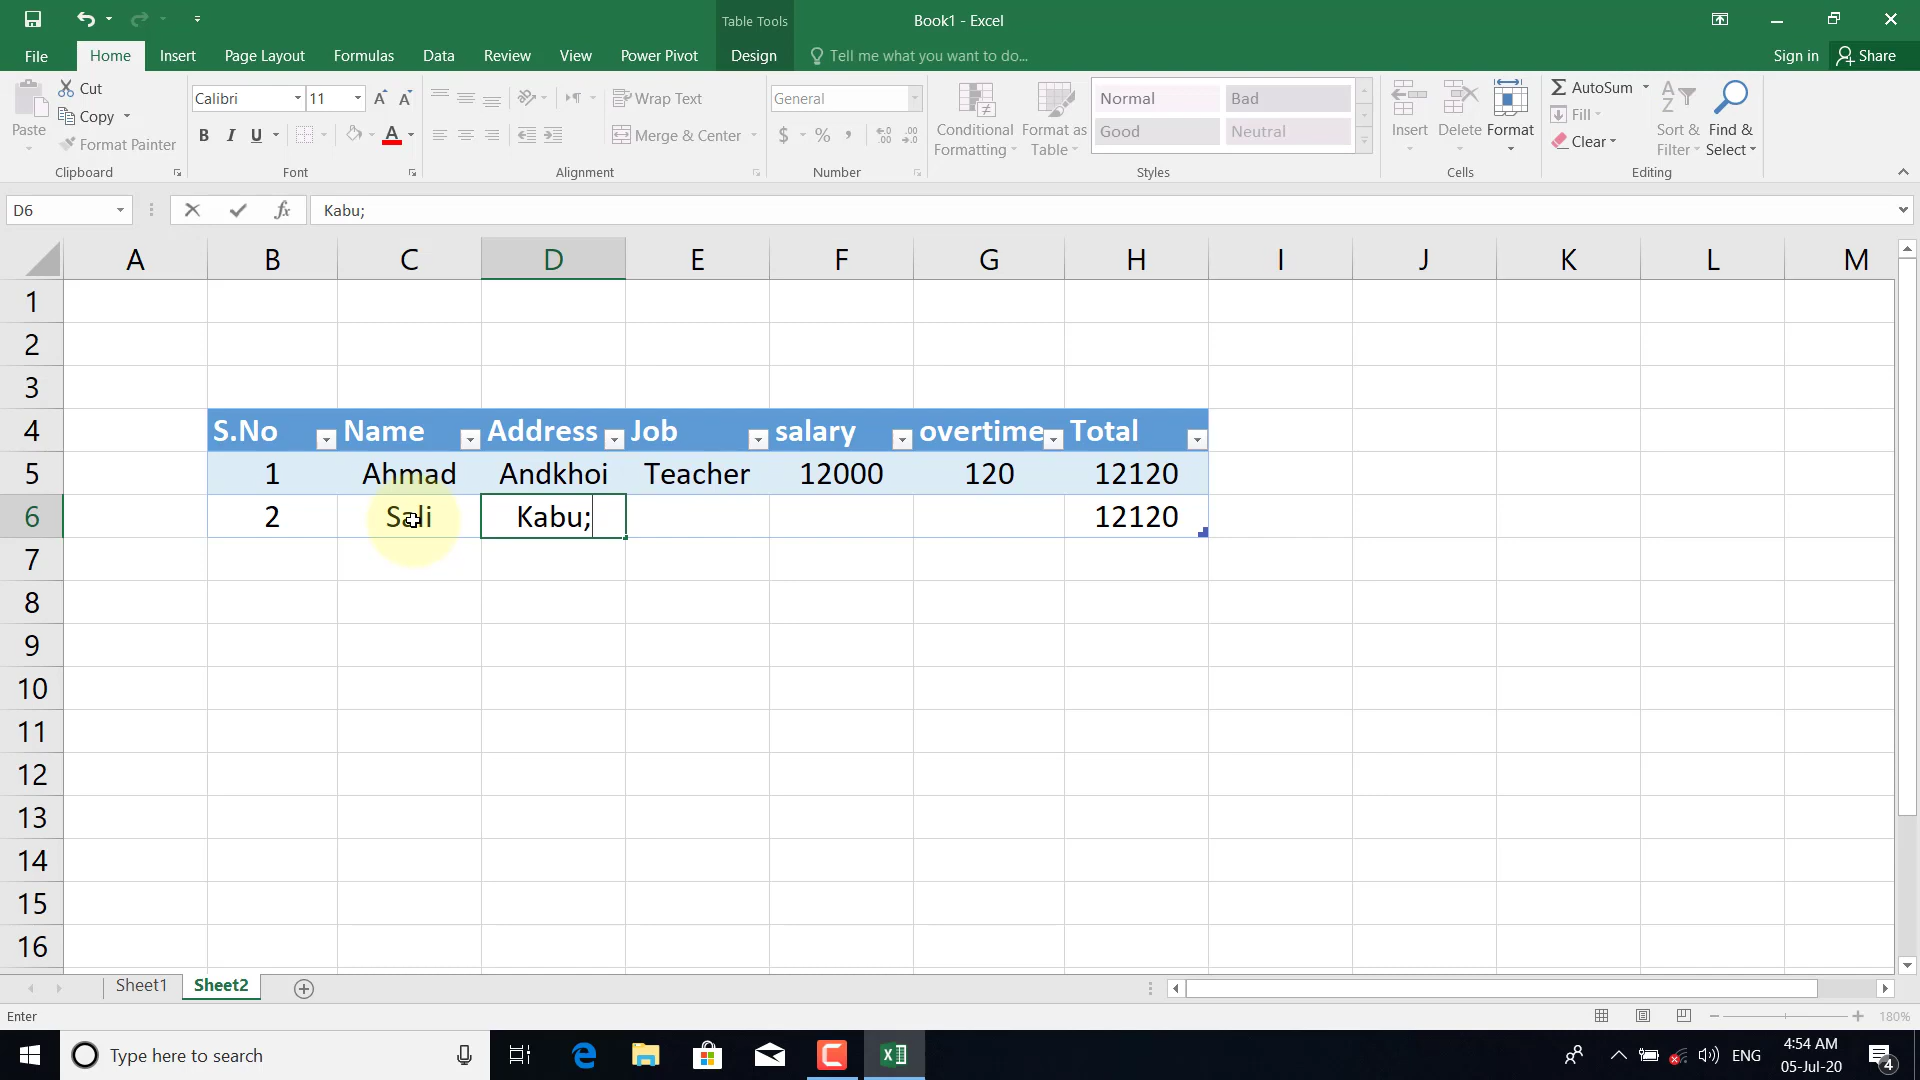 Table Tools
Book1 - Excel
File Home Insert Page Layout Formulas Data Review View Power Pivot Design Tell me what you want to do... Sign in Share
Paste Cut Copy Format Painter Clipboard
Calibri 11 B I U A Font
Wrap Text Merge & Center Alignment
General $ % Number
Conditional Formatting Format as Table Normal Bad Good Neutral Styles
Insert Delete Format Cells
AutoSum Fill Clear Sort & Filter Find & Select Editing
D6 fx Kabu;
A B C D E F G H I J K L M
1
2
3
4 S.No Name Address Job salary overtime Total
5 1 Ahmad Andkhoi Teacher 12000 120 12120
6 2 Sali Kabu; 12120
7
8
9
10
11
12
13
14
15
16
Sheet1 Sheet2
Enter 180%
Type here to search ENG 4:54 AM
05-Jul-20 4